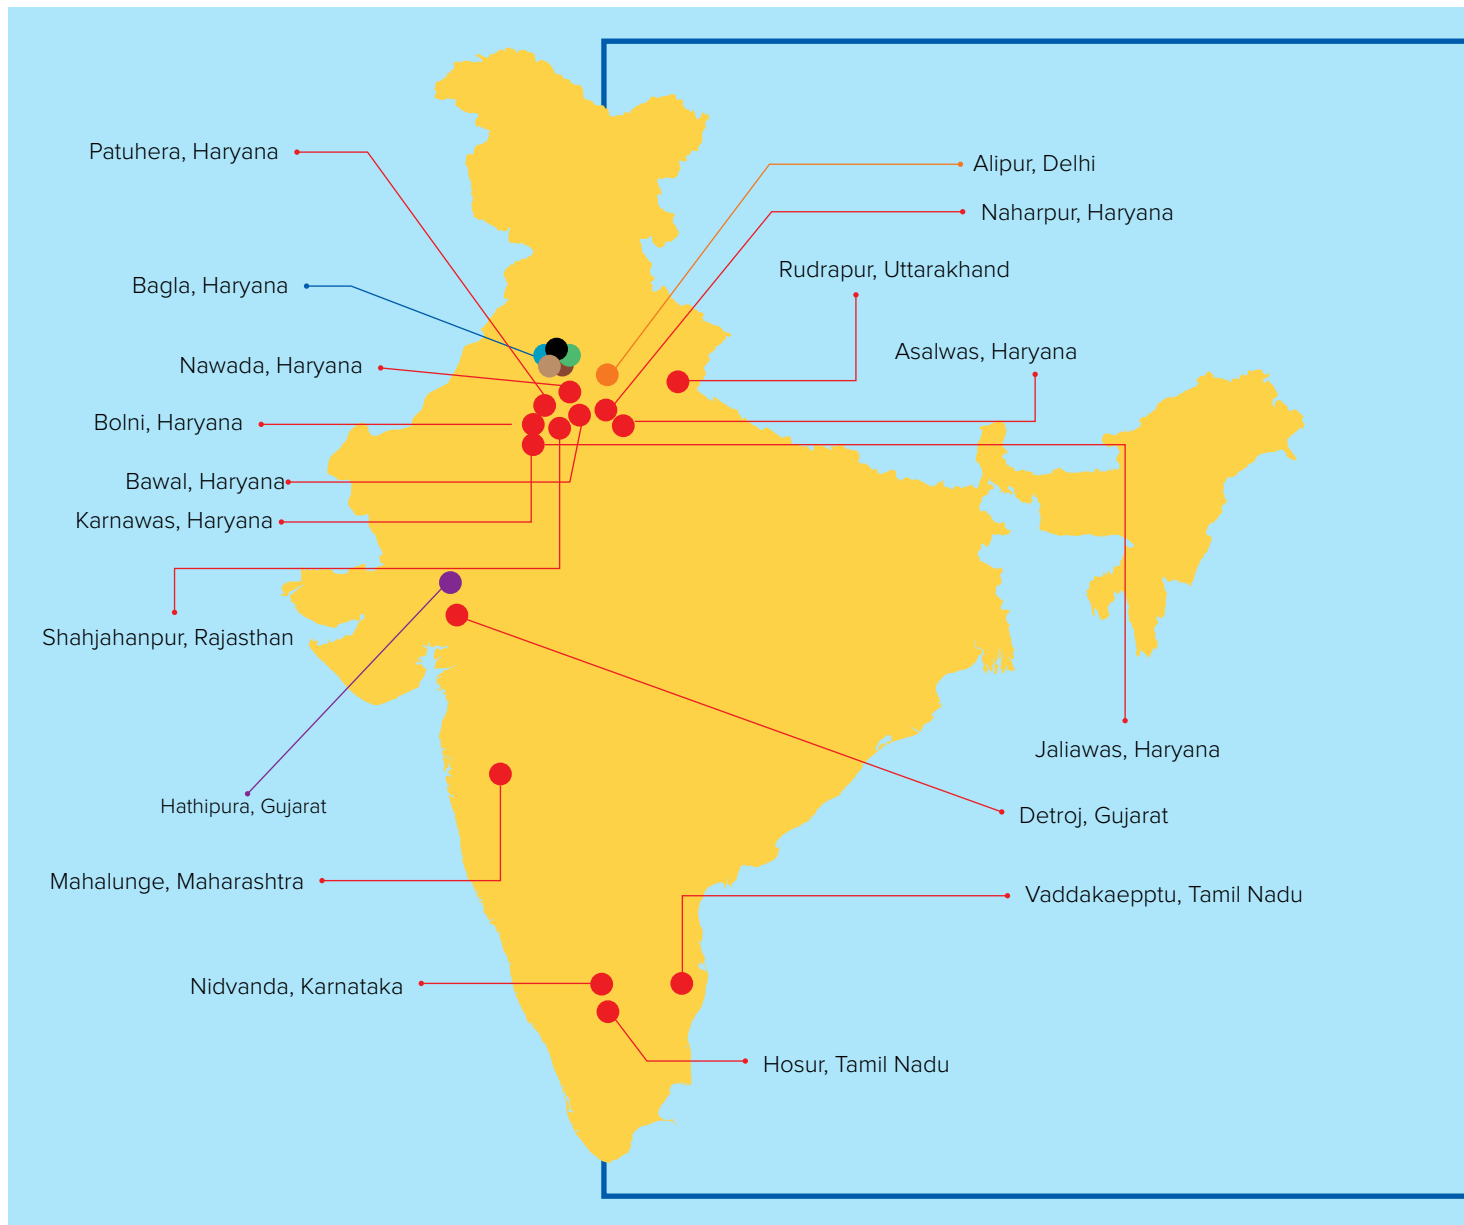 Patuhera, Haryana
Alipur, Delhi
Naharpur, Haryana
Rudrapur, Uttarakhand
Bagla, Haryana
Asalwas, Haryana
Nawada, Haryana
Bolni, Haryana
Bawal, Haryana
Karnawas, Haryana
Shahjahanpur, Rajasthan
Jaliawas, Haryana
Hathipura, Gujarat
Detroj, Gujarat
Mahalunge, Maharashtra
Vaddakaepptu, Tamil Nadu
Nidvanda, Karnataka
Hosur, Tamil Nadu